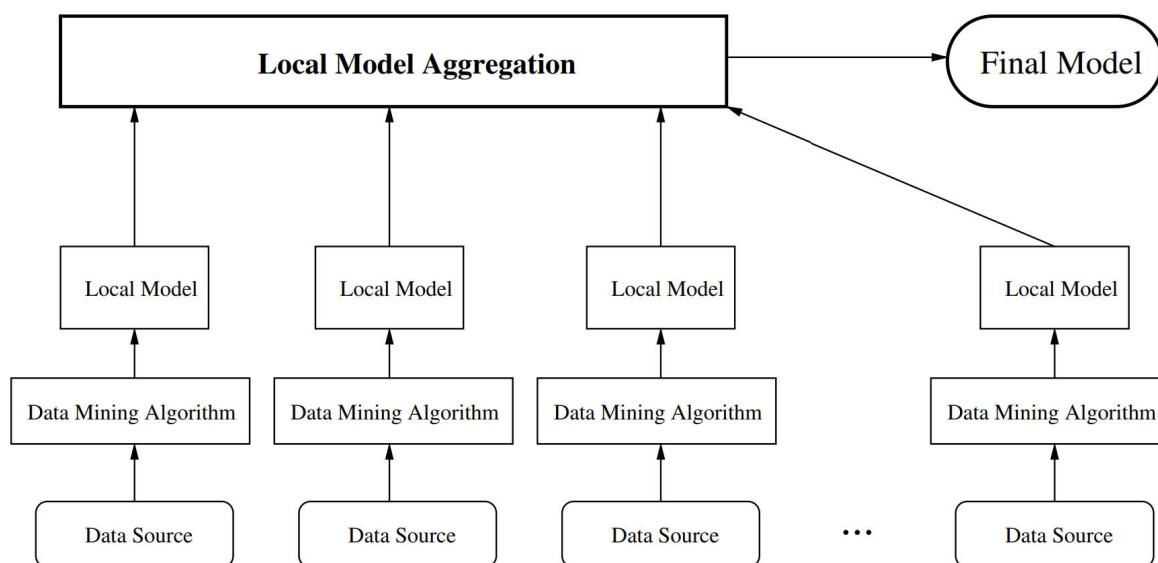 Local Model Aggregation
Final Model
Local Model
Local Model
Local Model
Local Model
Data Mining Algorithm
Data Mining Algorithm
Data Mining Algorithm
Data Mining Algorithm
Data Source
Data Source
Data Source
...
Data Source